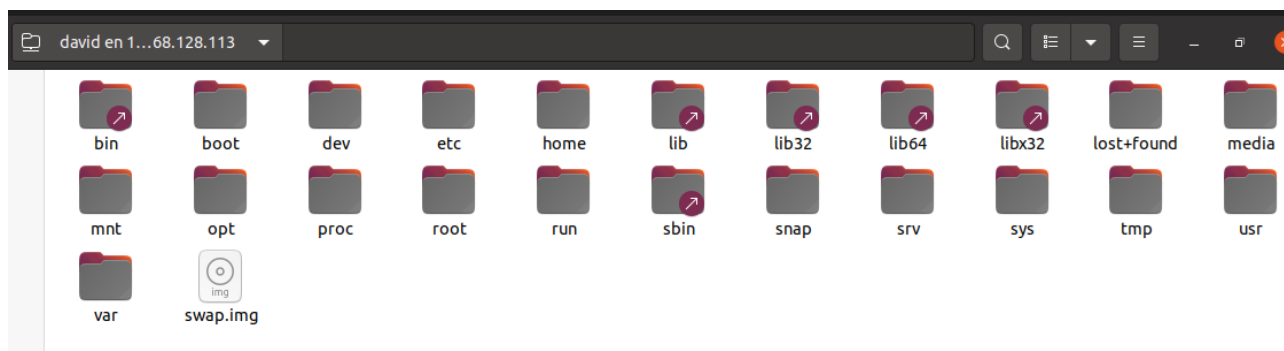 david en 1...68.128.113
bin boot dev etc home lib lib32 lib64 libx32 lost+found media
mnt opt proc root run sbin snap srv sys tmp usr
img
var swap.img